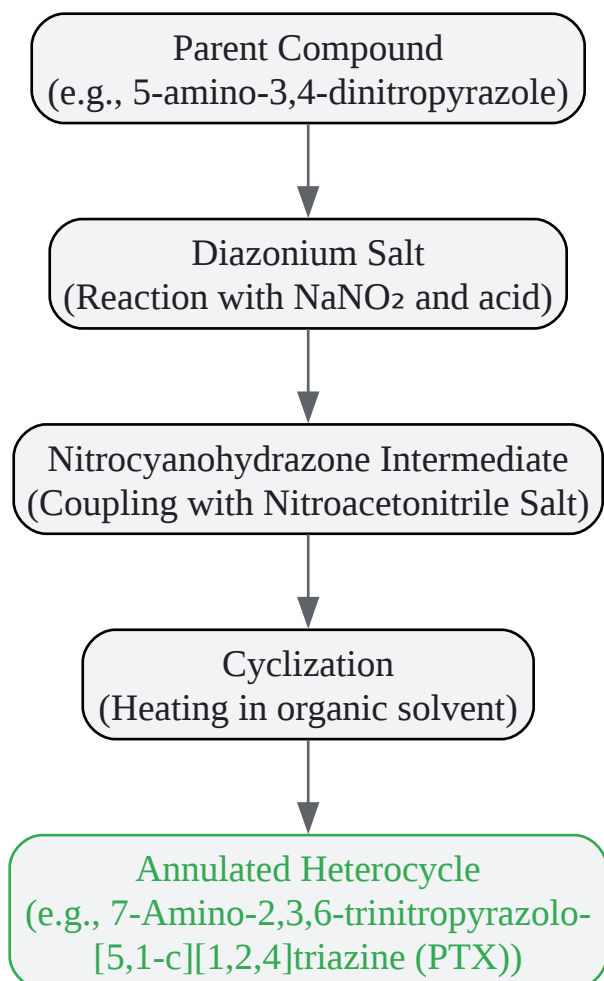 Parent Compound
(e.g., 5-amino-3,4-dinitropyrazole)
Diazonium Salt
(Reaction with NaNO₂ and acid)
Nitrocyanohydrazone Intermediate
(Coupling with Nitroacetonitrile Salt)
Cyclization
(Heating in organic solvent)
Annulated Heterocycle
(e.g., 7-Amino-2,3,6-trinitropyrazolo-
[5,1-c][1,2,4]triazine (PTX))